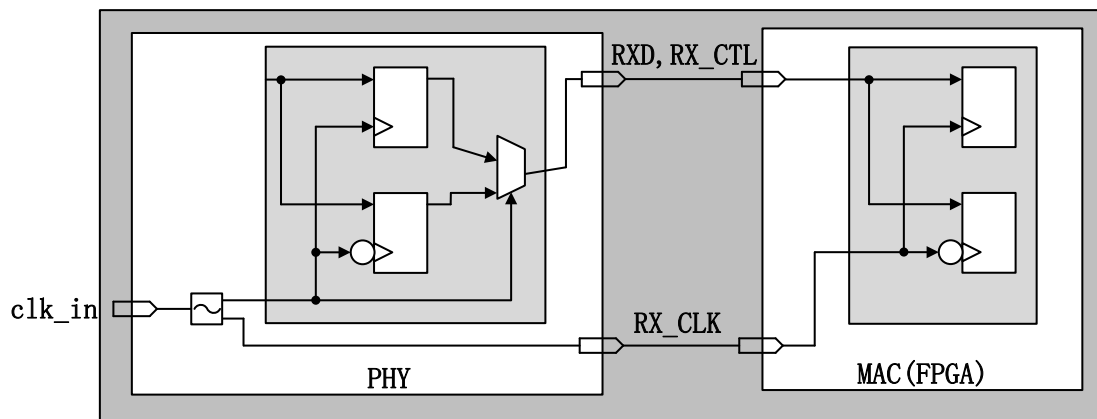 RXD, RX_CTL
clk_in
RX_CLK
PHY
MAC(FPGA)